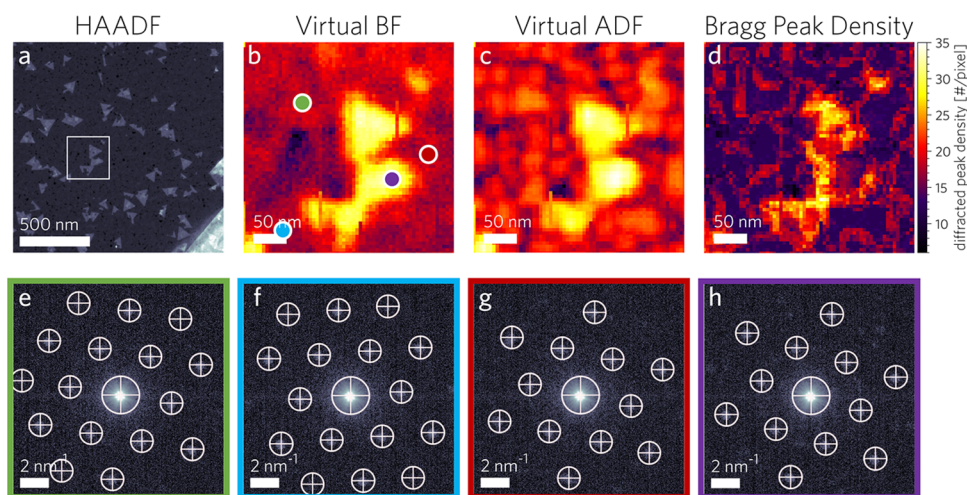 HAADF
Virtual BF
Virtual ADF
Bragg Peak Density
a
b
c
d
500 nm
50 nm
50 nm
50 nm
35
30
25
20
15
10
diffracted peak density [#/pixel]
e
f
g
h
2 nm-1
2 nm-1
2 nm-1
2 nm-1